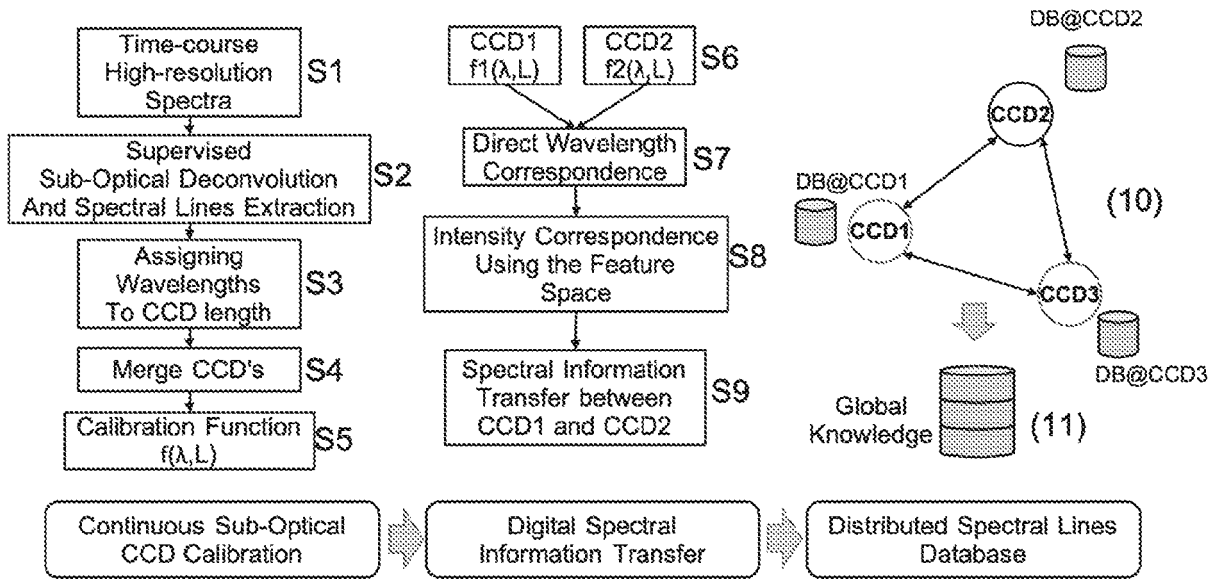 Time-course
High-resolution
Spectra
S1
Supervised
Sub-Optical Deconvolution
And Spectral Lines Extraction
S2
Assigning
Wavelengths
To CCD length
S3
Merge CCD's
S4
Calibration Function
f(λ,L)
S5
CCD1
f1(λ,L)
CCD2
f2(λ,L)
S6
Direct Wavelength
Correspondence
S7
Intensity Correspondence
Using the Feature
Space
S8
Spectral Information
Transfer between
CCD1 and CCD2
S9
DB@CCD2
CCD2
DB@CCD1
CCD1
(10)
CCD3
DB@CCD3
Global
Knowledge
(11)
Continuous Sub-Optical
CCD Calibration
Digital Spectral
Information Transfer
Distributed Spectral Lines
Database